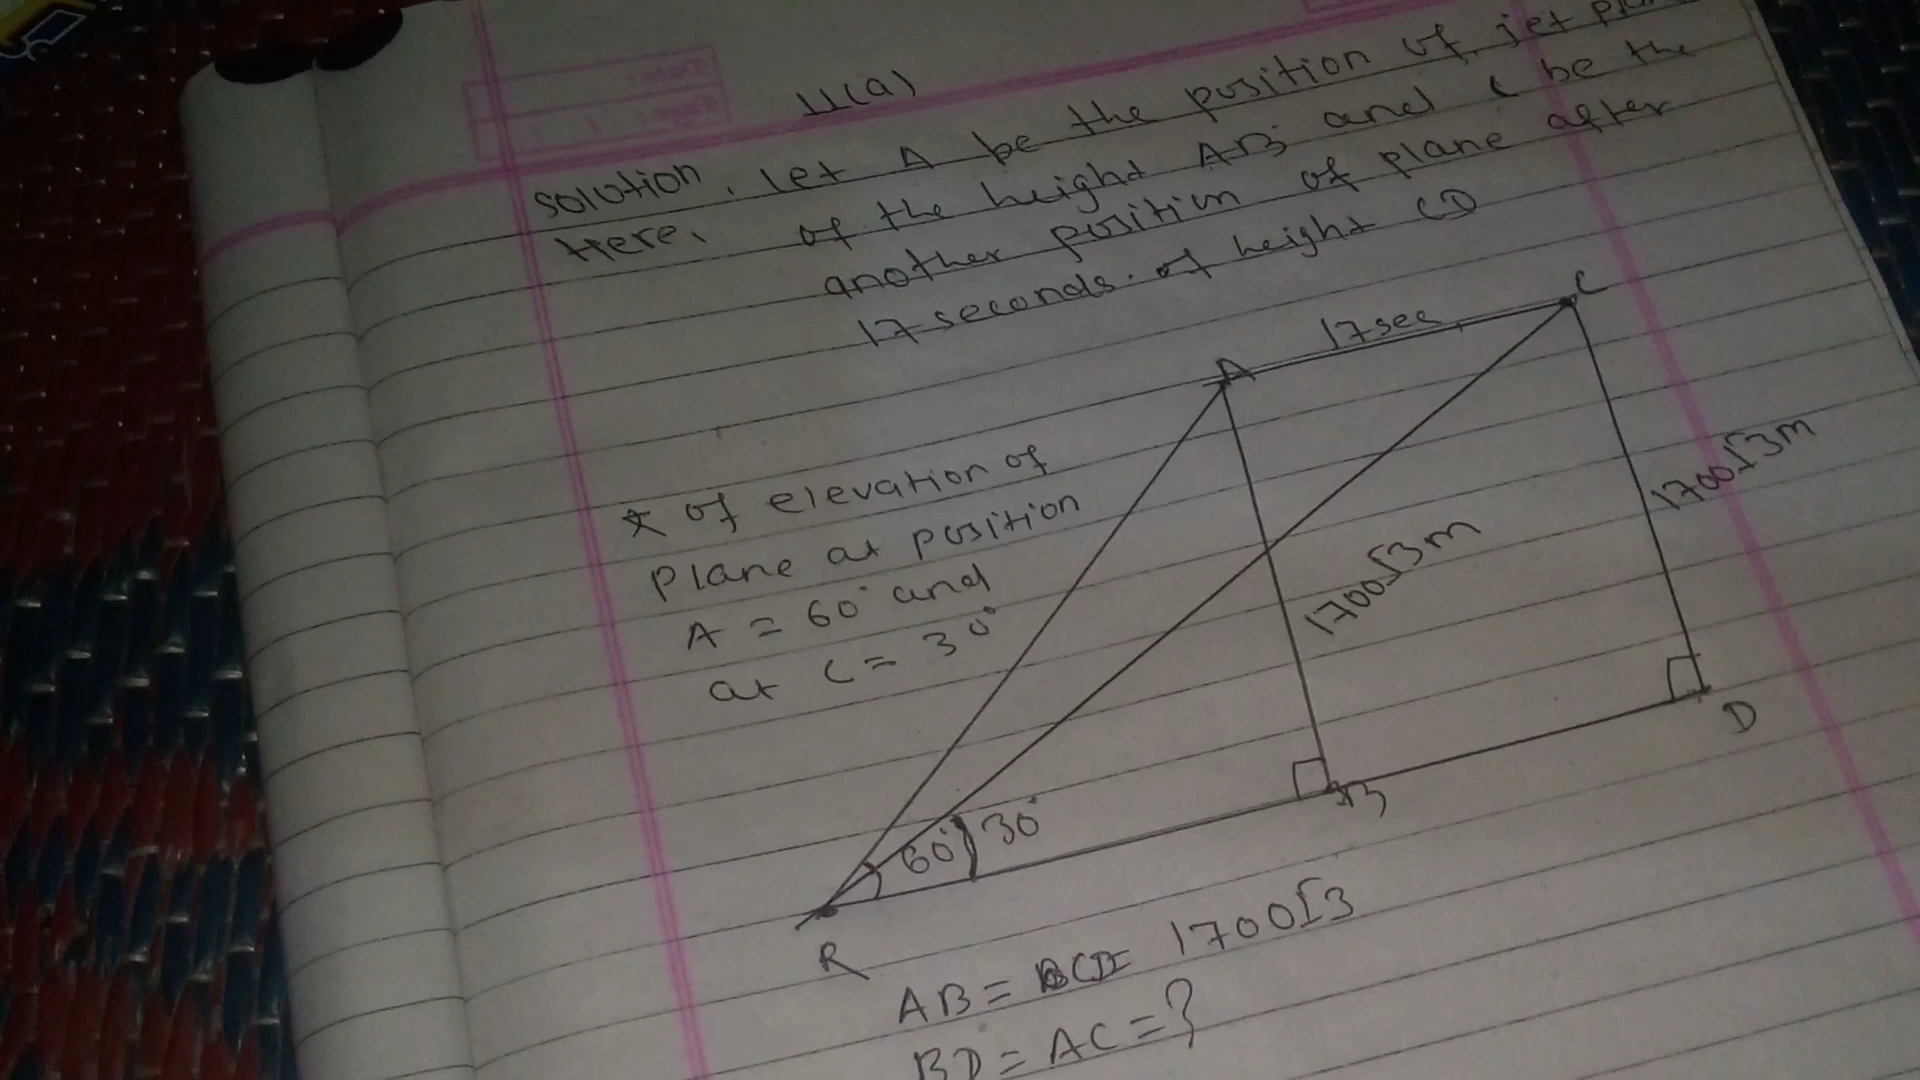 11(a)
solution, let A be the position of jet
Here, of the height AB and C be the
another position of plane after
17 seconds. of height CD
17sec
A
C
∡ of elevation of
Plane at position
A = 60° and
at C = 30°
1700√3m
1700√3m
60° 30°
B
D
R
AB = CD = 1700√3
BD = AC = ?